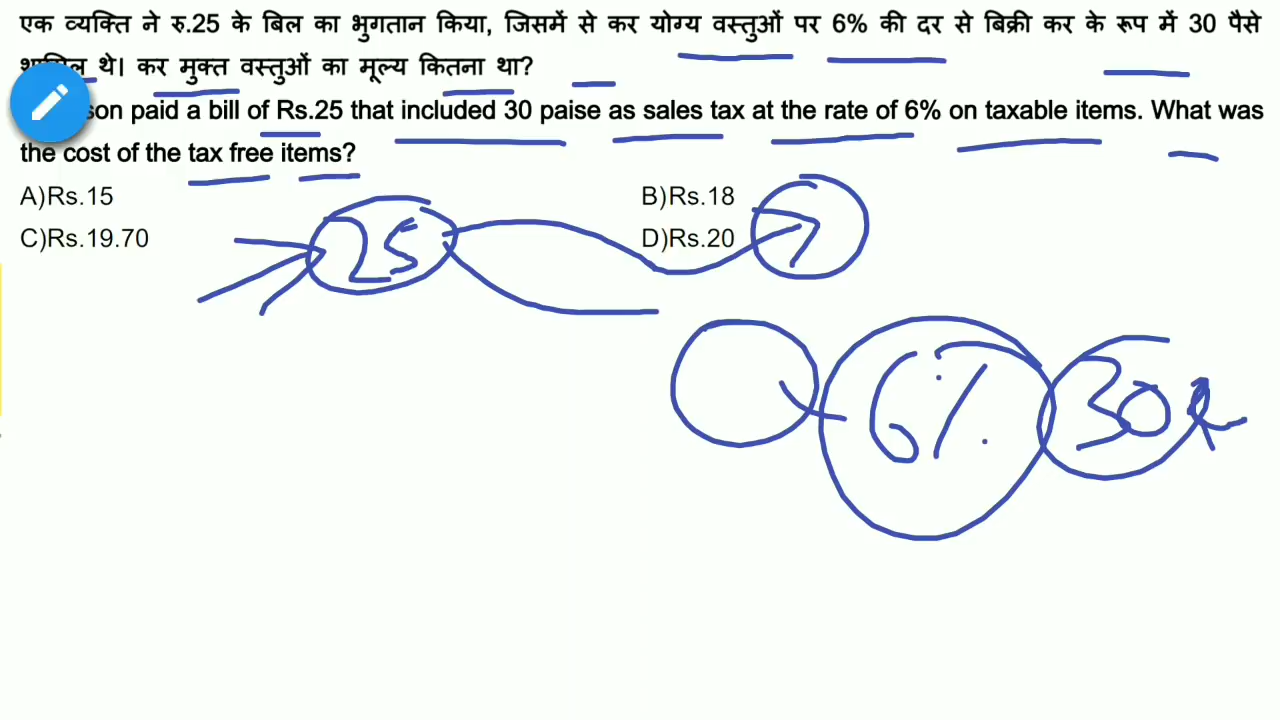 एक व्यक्ति ने रु.25 के बिल का भुगतान किया, जिसमें से कर योग्य वस्तुओं पर 6% की दर से बिक्री कर के रूप में 30 पैसे
थे। कर मुक्त वस्तुओं का मूल्य कितना था?
paid a bill of Rs.25 that included 30 paise as sales tax at the rate of 6% on taxable items. What was
the cost of the tax free items?
A)Rs.15 B)Rs.18
C)Rs.19.70 D)Rs.20
25 ?
6% 30